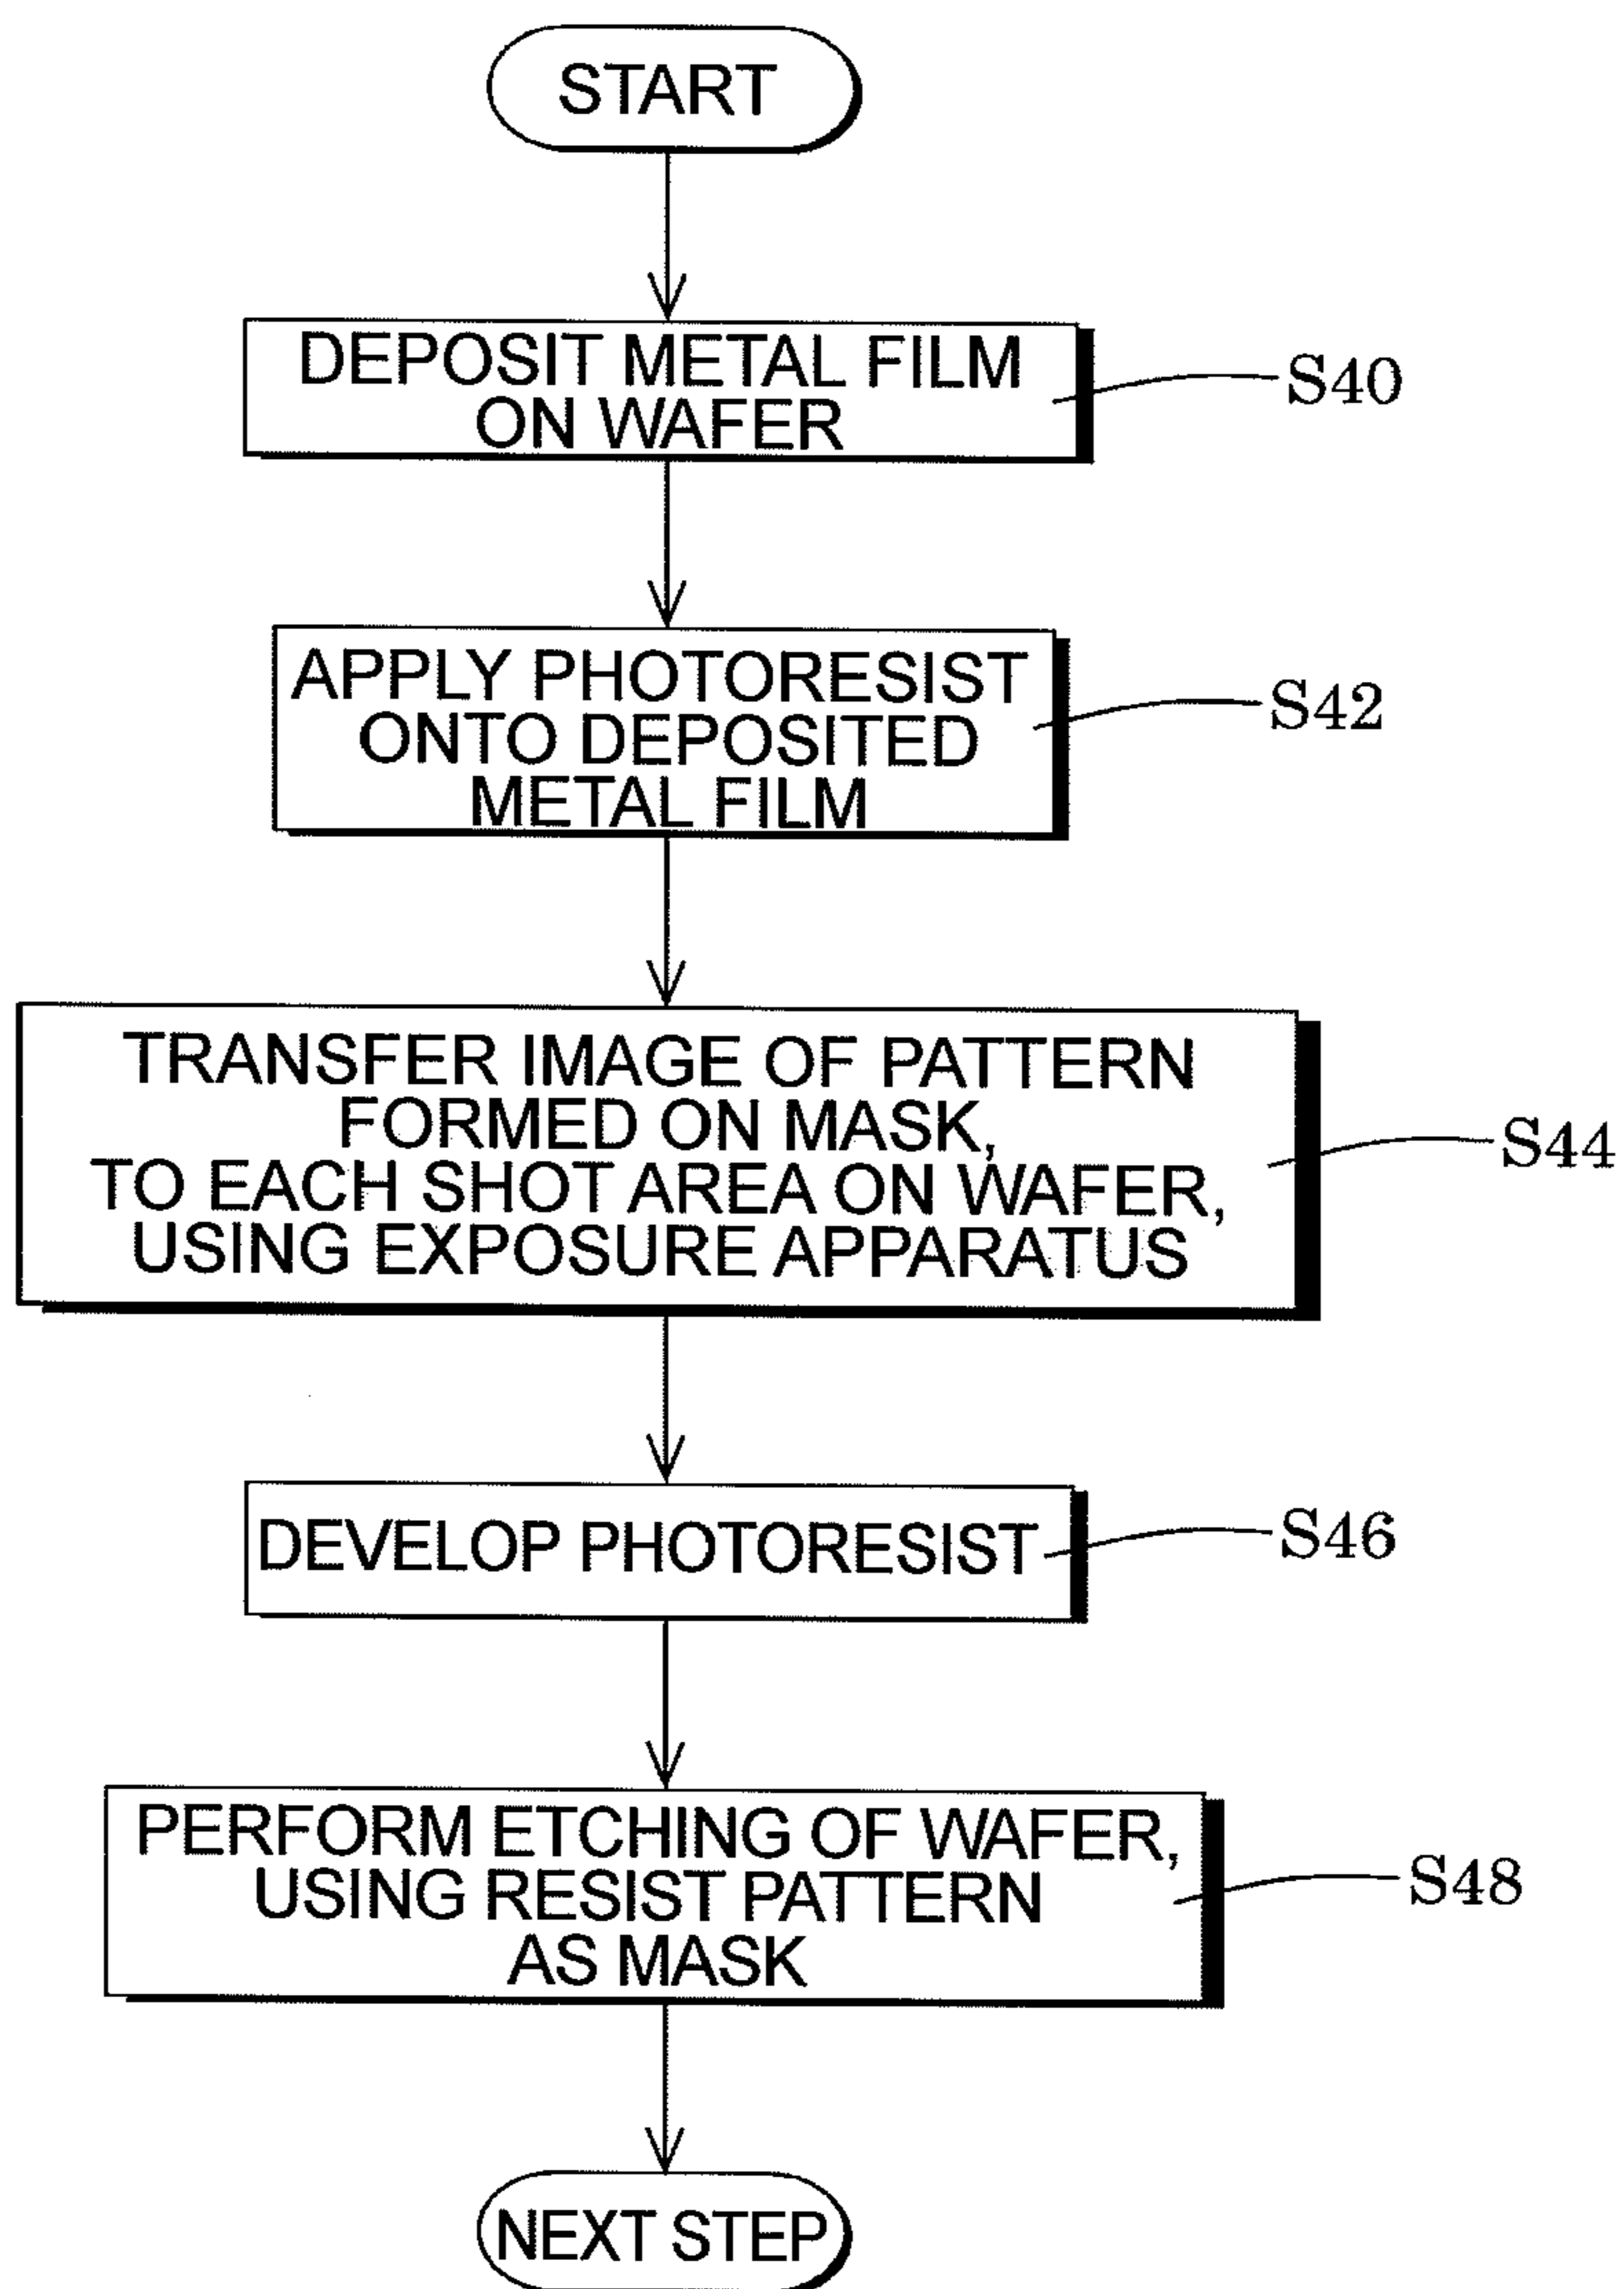 START
DEPOSIT METAL FILM
ON WAFER
S40
APPLY PHOTORESIST
ONTO DEPOSITED
METAL FILM
S42
TRANSFER IMAGE OF PATTERN
FORMED ON MASK,
TO EACH SHOT AREA ON WAFER,
USING EXPOSURE APPARATUS
S44
DEVELOP PHOTORESIST
S46
PERFORM ETCHING OF WAFER,
USING RESIST PATTERN
AS MASK
S48
NEXT STEP